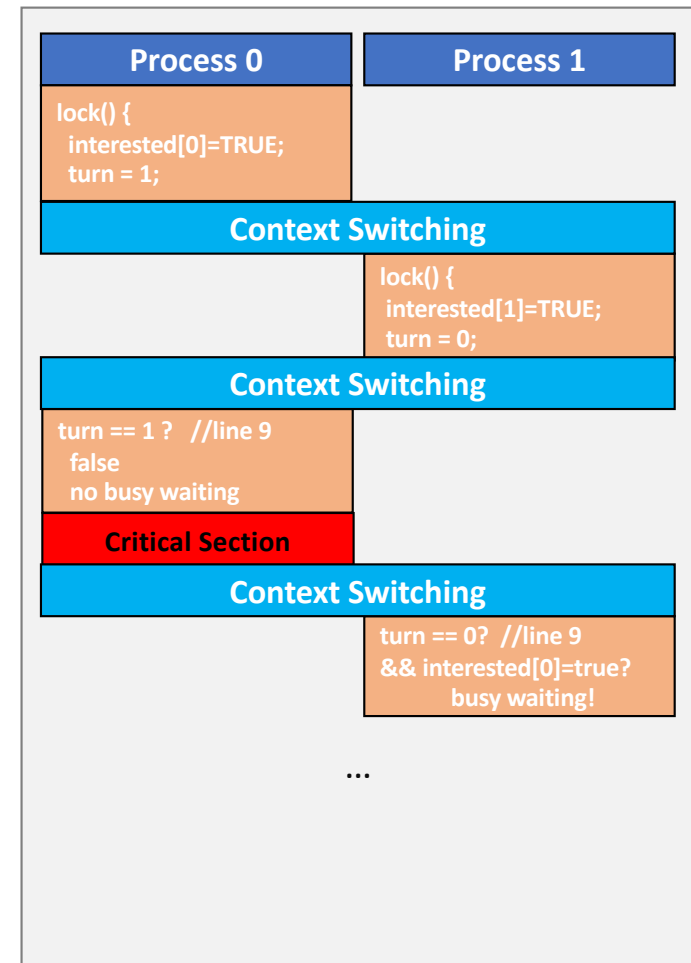 Process 0
Process 1
lock() {
interested[0]=TRUE;
turn = 1;
Context Switching
lock() {
interested[1]=TRUE;
turn = 0;
Context Switching
turn == 1 ? //line 9
false
no busy waiting
Critical Section
Context Switching
turn == 0? //line 9
&& interested[0]=true?
busy waiting!
...